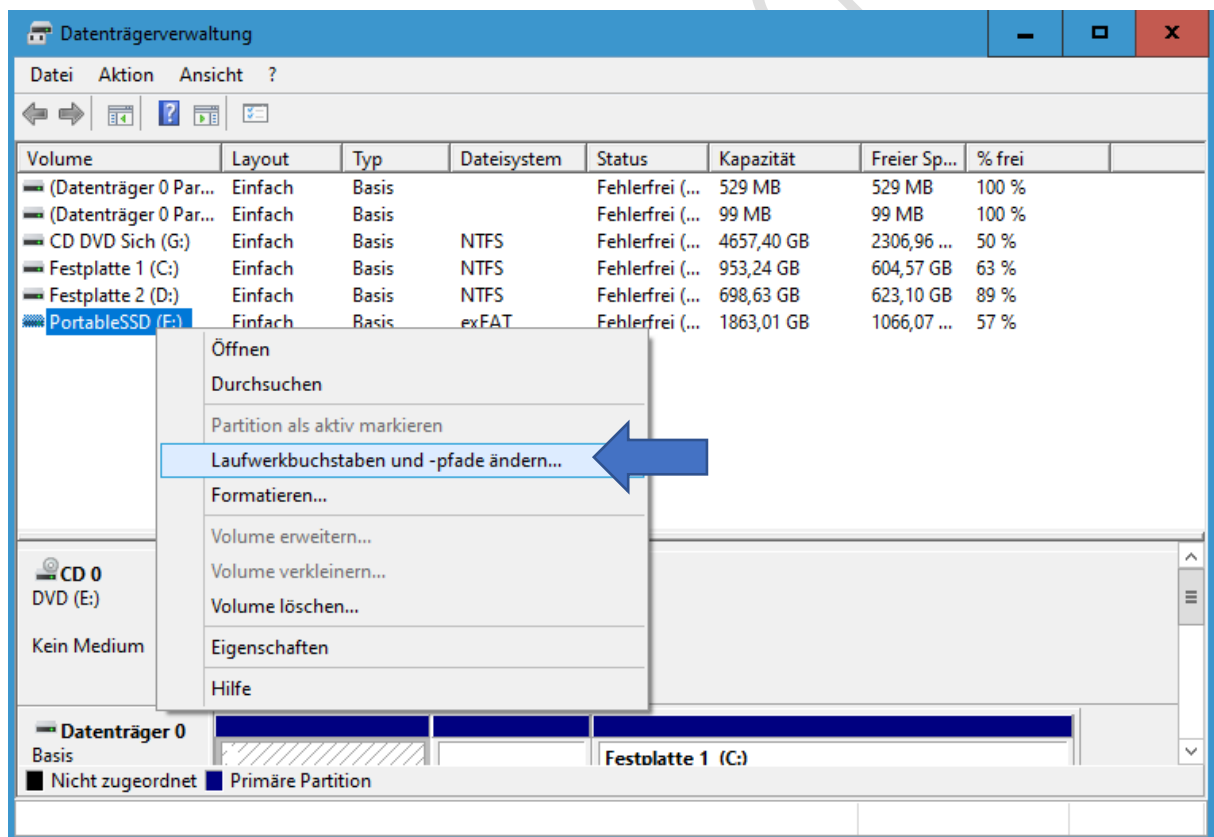 Datenträgerverwaltung
Datei Aktion Ansicht ?
Volume Layout Typ Dateisystem Status Kapazität Freier Sp... % frei
(Datenträger 0 Par... Einfach Basis Fehlerfrei (... 529 MB 529 MB 100 %
(Datenträger 0 Par... Einfach Basis Fehlerfrei (... 99 MB 99 MB 100 %
CD DVD Sich (G:) Einfach Basis NTFS Fehlerfrei (... 4657,40 GB 2306,96 ... 50 %
Festplatte 1 (C:) Einfach Basis NTFS Fehlerfrei (... 953,24 GB 604,57 GB 63 %
Festplatte 2 (D:) Einfach Basis NTFS Fehlerfrei (... 698,63 GB 623,10 GB 89 %
PortableSSD (F:) Einfach Basis exFAT Fehlerfrei (... 1863,01 GB 1066,07 ... 57 %
Öffnen
Durchsuchen
Partition als aktiv markieren
Laufwerkbuchstaben und -pfade ändern...
Formatieren...
Volume erweitern...
Volume verkleinern...
Volume löschen...
Eigenschaften
Hilfe
CD 0
DVD (E:)
Kein Medium
Datenträger 0
Basis
Festplatte 1 (C:)
Nicht zugeordnet Primäre Partition